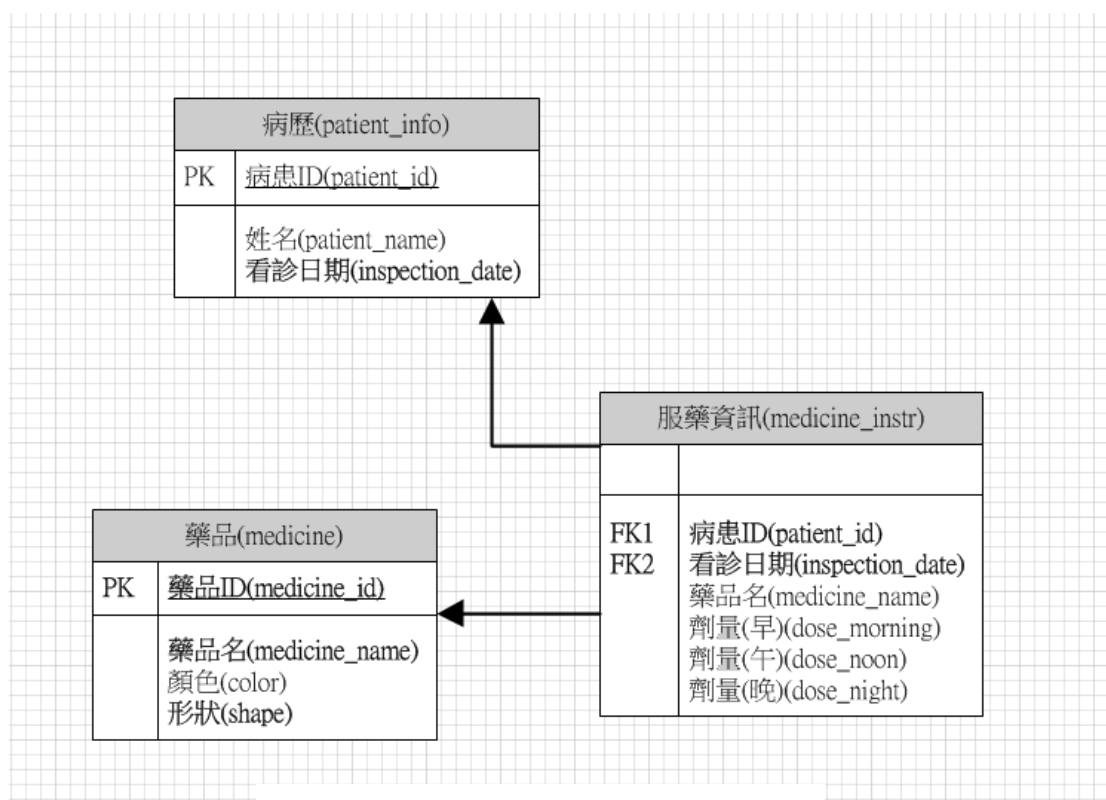 病歷(patient_info)
PK 病患ID(patient_id)
姓名(patient_name)
看診日期(inspection_date)
服藥資訊(medicine_instr)
FK1 病患ID(patient_id)
FK2 看診日期(inspection_date)
藥品名(medicine_name)
劑量(早)(dose_morning)
劑量(午)(dose_noon)
劑量(晚)(dose_night)
藥品(medicine)
PK 藥品ID(medicine_id)
藥品名(medicine_name)
顏色(color)
形狀(shape)